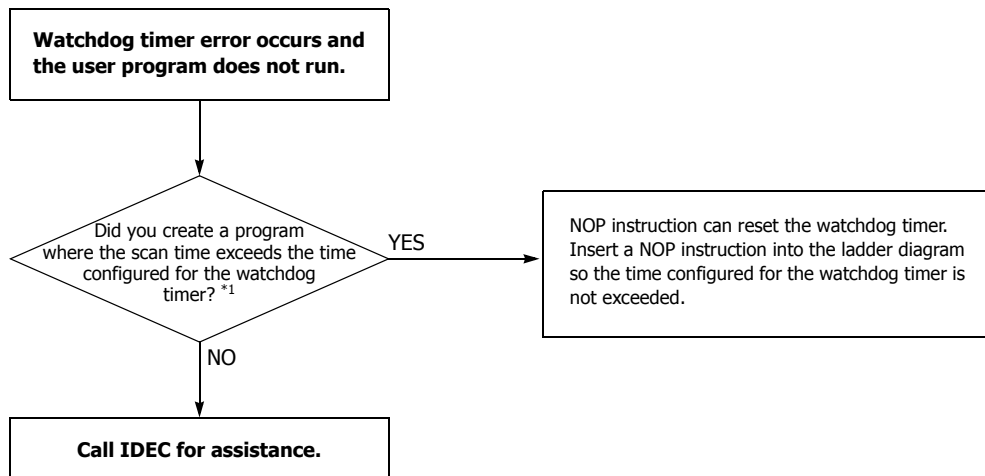 Watchdog timer error occurs and
the user program does not run.
Did you create a program
where the scan time exceeds the time
configured for the watchdog
timer? *1
YES
NOP instruction can reset the watchdog timer.
Insert a NOP instruction into the ladder diagram
so the time configured for the watchdog timer is
not exceeded.
NO
Call IDEC for assistance.